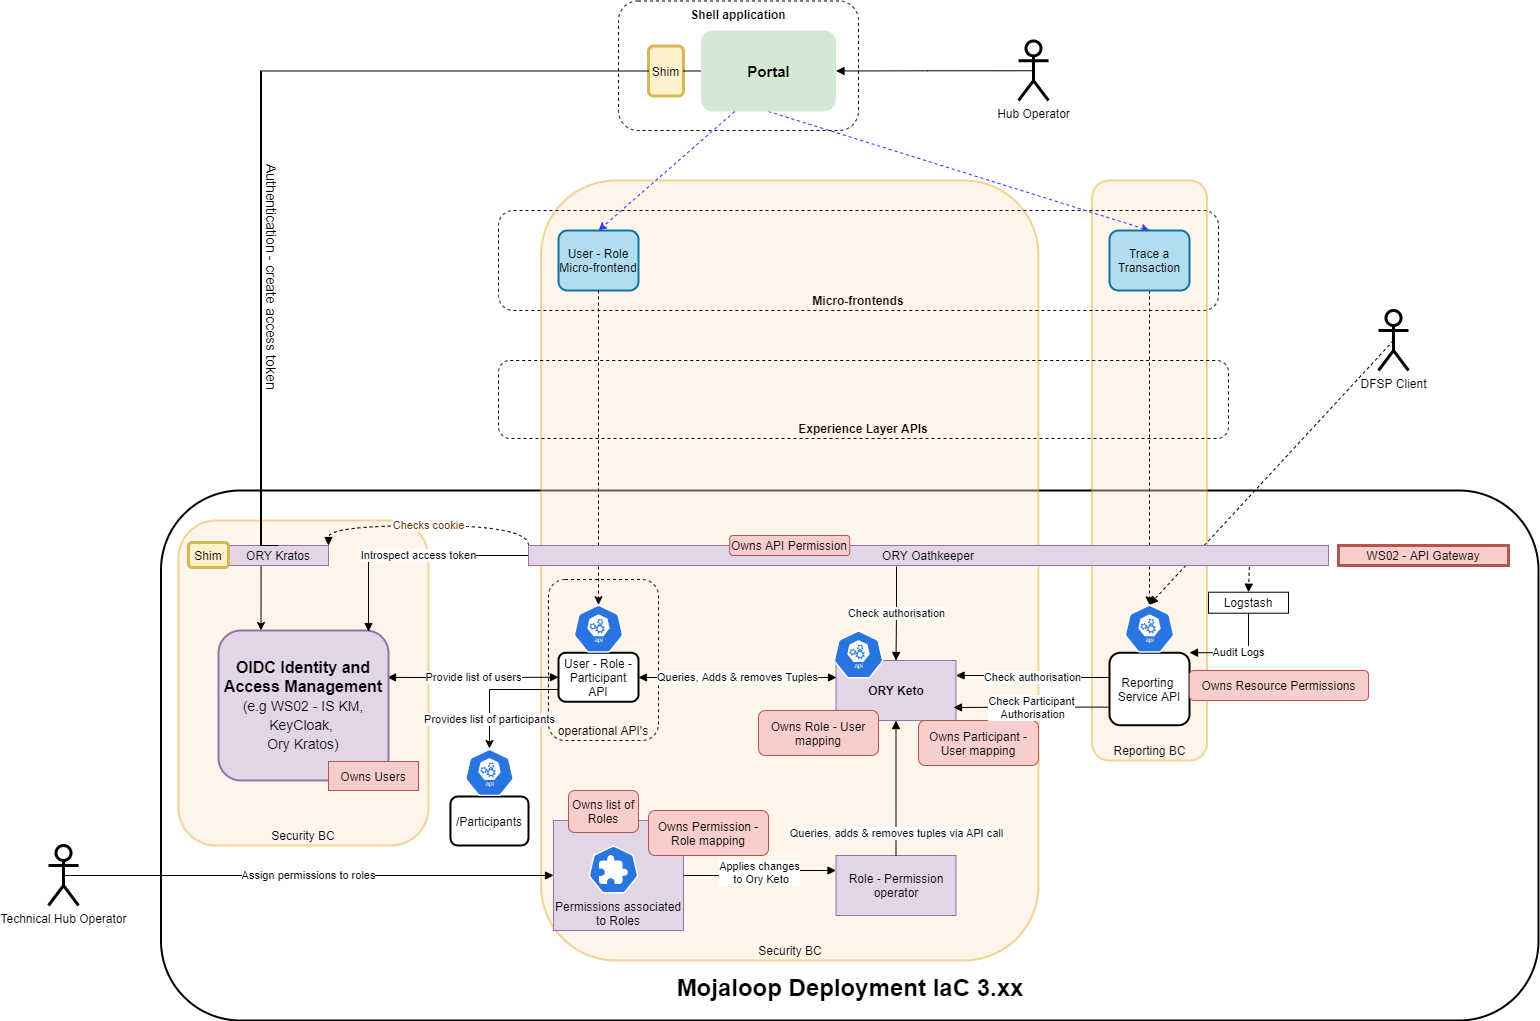 Shell application
Shim
Portal
Hub Operator
Authentication - create access token
User - Role
Micro-frontend
Trace a
Transaction
Micro-frontends
DFSP Client
Experience Layer APIs
Checks cookie
Shim
ORY Kratos
Introspect access token
Owns API Permission
ORY Oathkeeper
WS02 - API Gateway
Logstash
Check authorisation
api
api
api
Audit Logs
OIDC Identity and
Access Management
(e.g WS02 - IS KM,
KeyCloak,
Ory Kratos)
Provide list of users
User - Role -
Participant
API
Queries, Adds & removes Tuples
ORY Keto
Check authorisation
Check Participant
Authorisation
Reporting
Service API
Owns Resource Permissions
Provides list of participants
operational API's
Owns Role - User
mapping
Owns Participant -
User mapping
Reporting BC
Owns Users
api
/Participants
Security BC
Owns list of
Roles
Owns Permission -
Role mapping
Queries, adds & removes tuples via API call
Technical Hub Operator
Assign permissions to roles
Permissions associated
to Roles
Applies changes
to Ory Keto
Role - Permission
operator
Security BC
Mojaloop Deployment IaC 3.xx